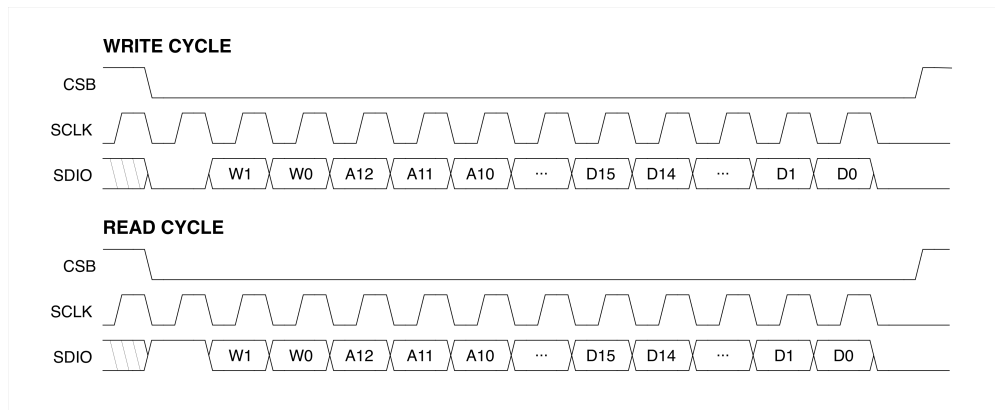 WRITE CYCLE
CSB
SCLK
SDIO W1 W0 A12 A11 A10 ... D15 D14 ... D1 D0
READ CYCLE
CSB
SCLK
SDIO W1 W0 A12 A11 A10 ... D15 D14 ... D1 D0